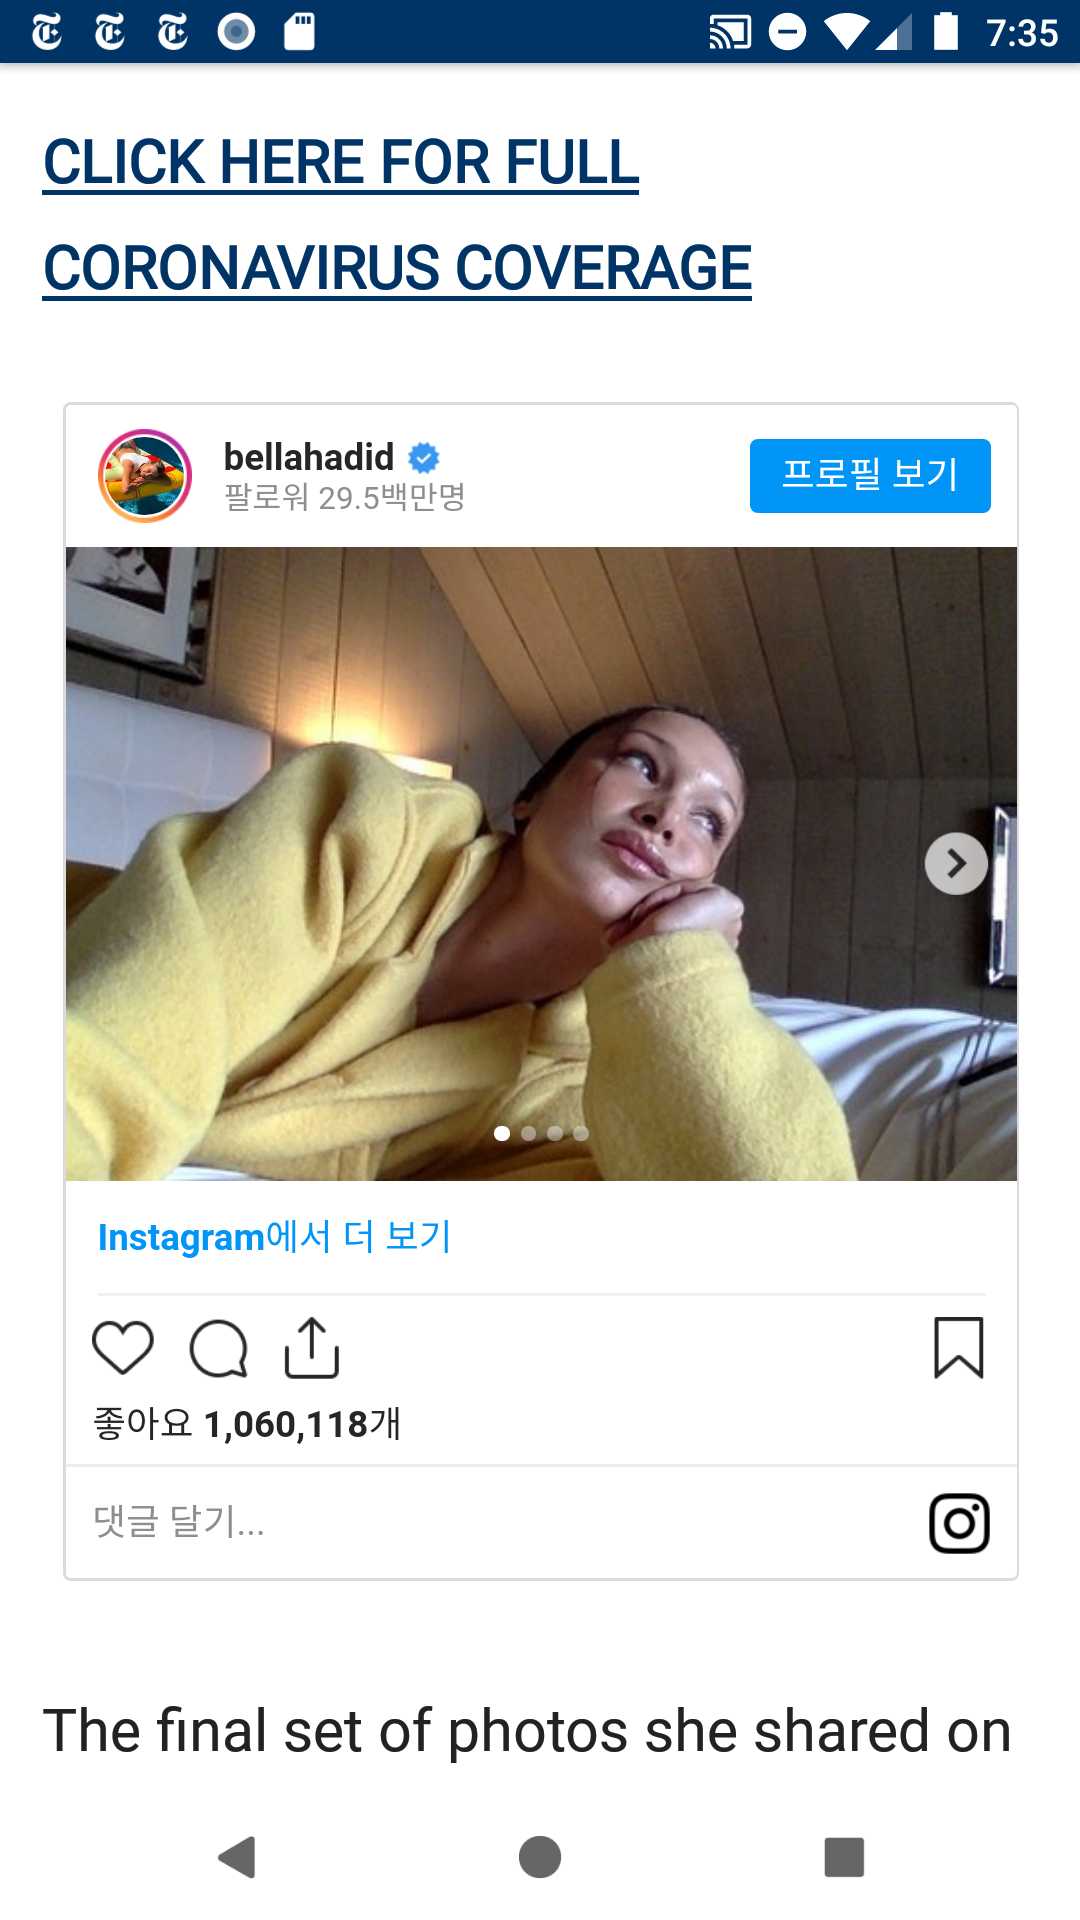 7:35
CLICK HERE FOR FULL
CORONAVIRUS COVERAGE
bellahadid
팔로워 29.5백만명
프로필 보기
Instagram에서 더 보기
좋아요 1,060,118개
댓글 달기...
The final set of photos she shared on